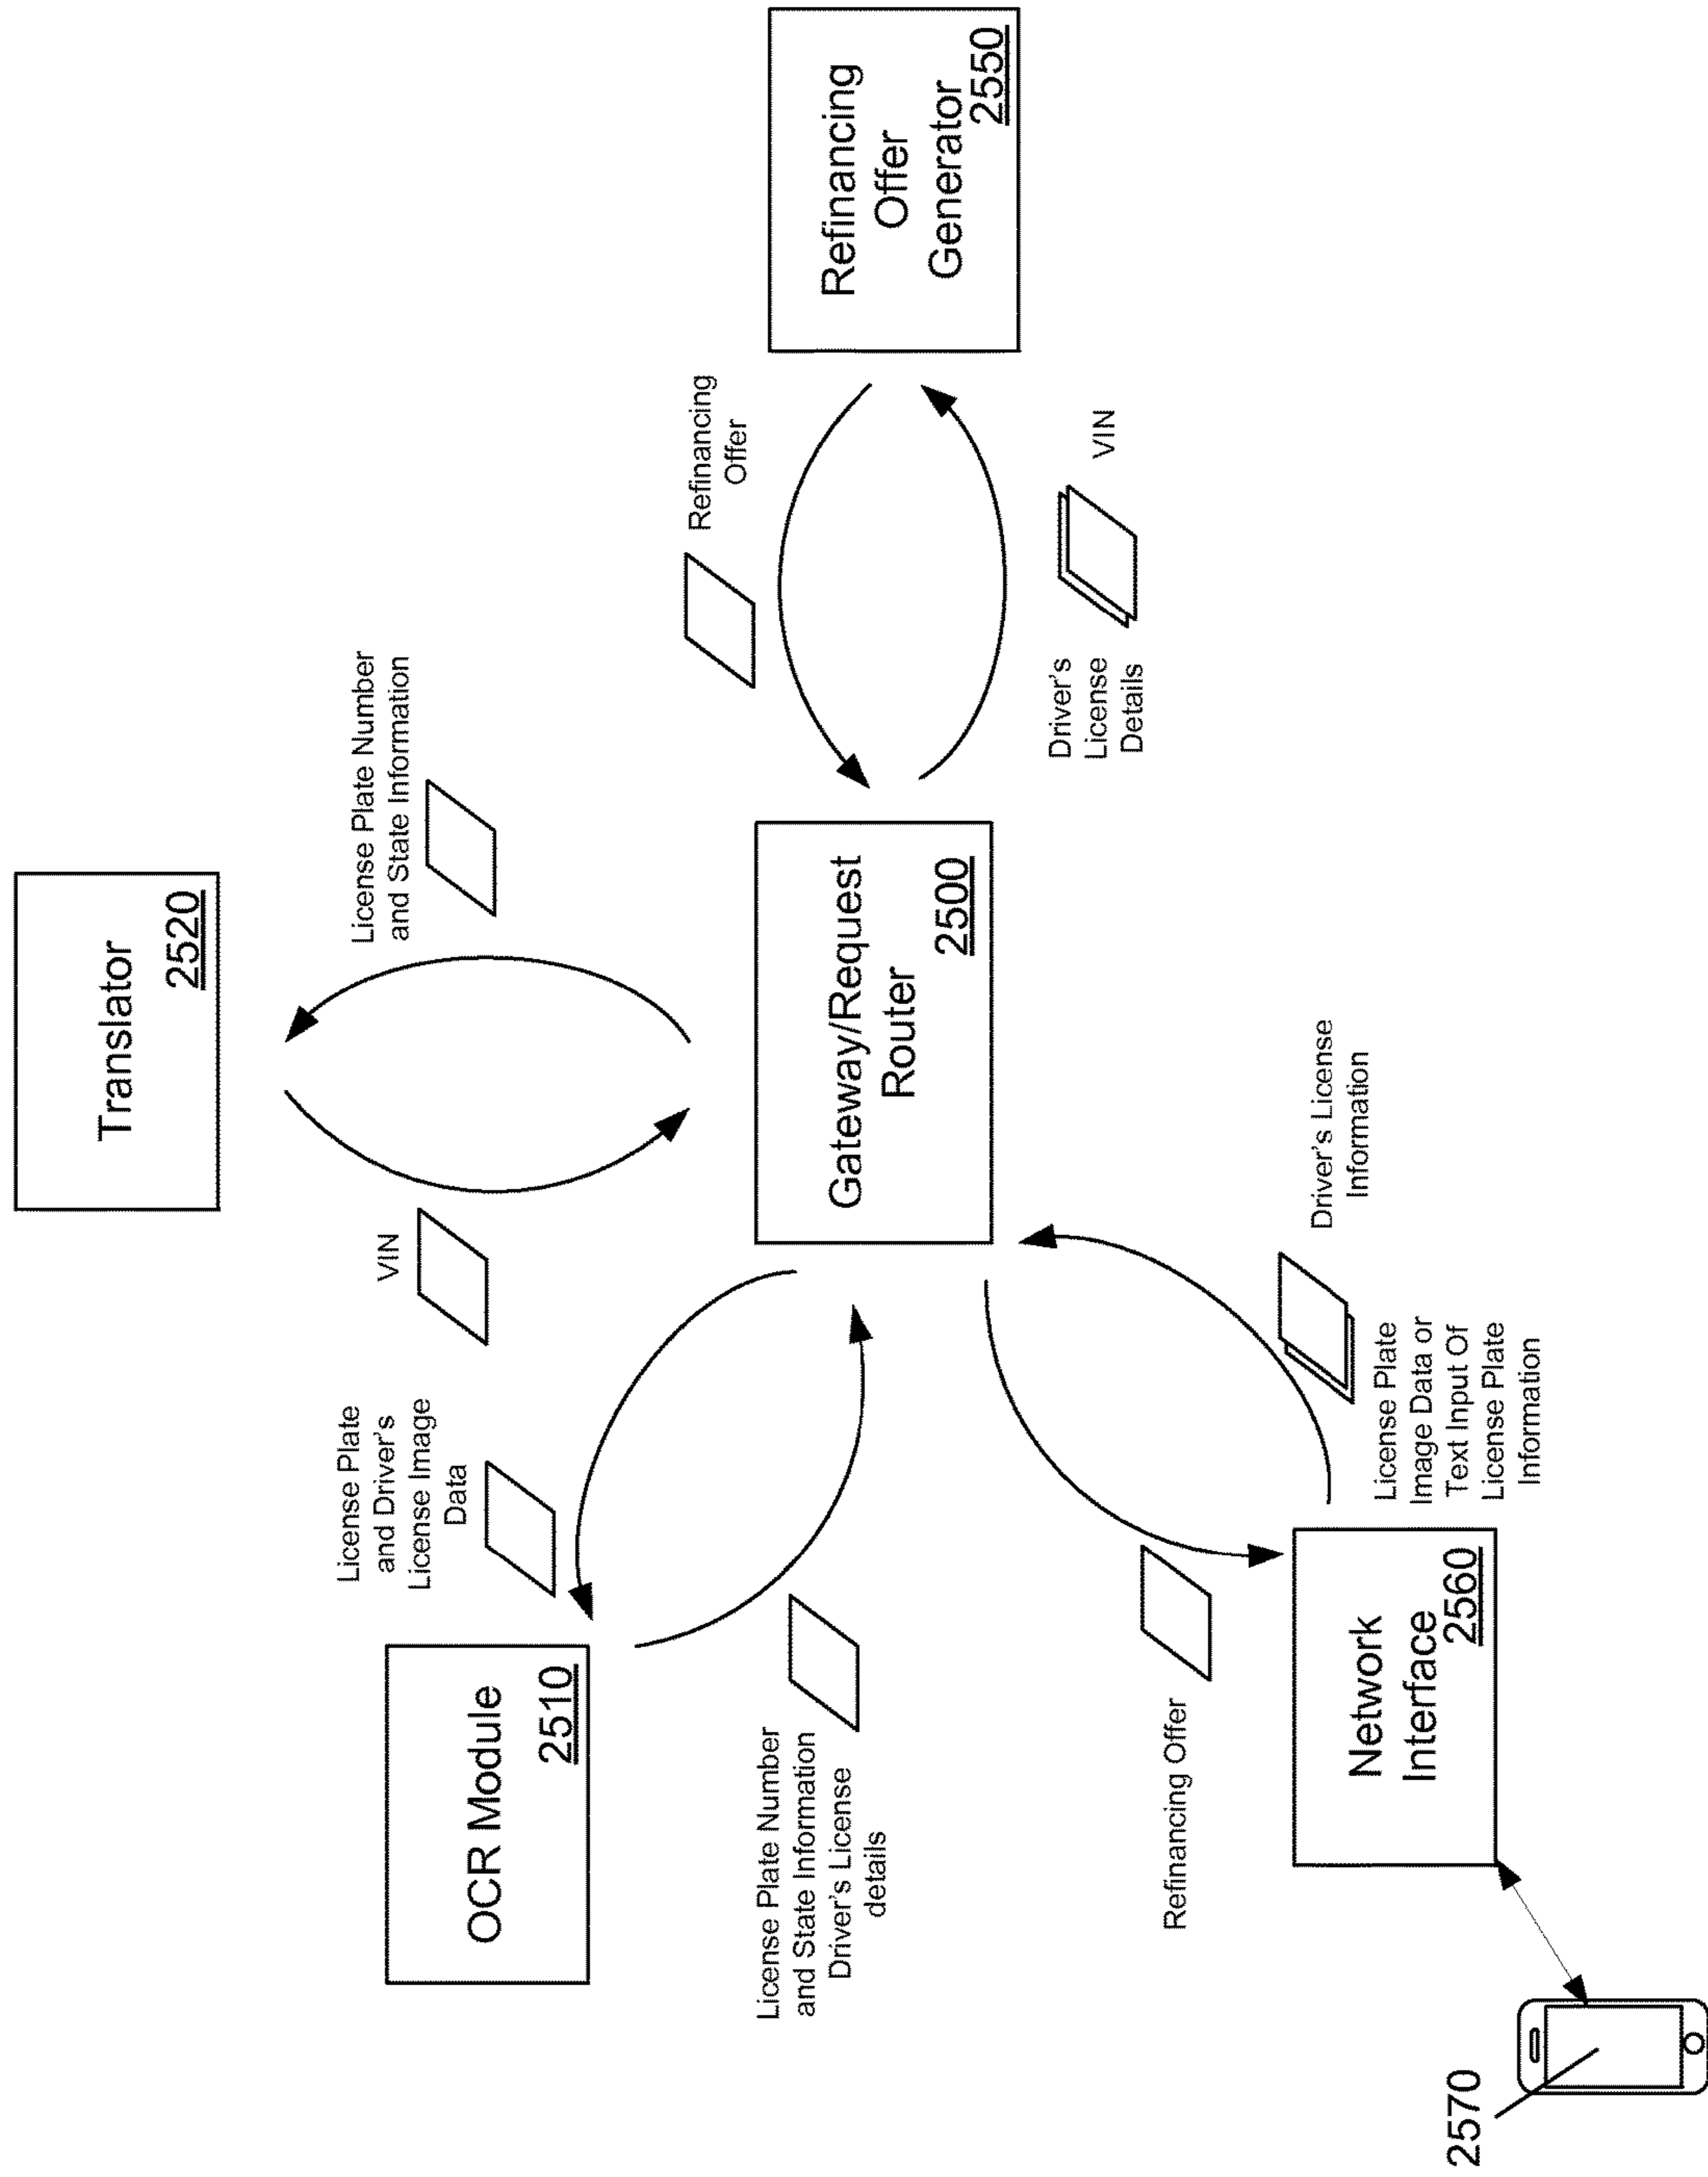 Translator
2520
License Plate Number
and State Information
VIN
License Plate
and Driver's
License Image
Data
OCR Module
2510
License Plate Number
and State Information
Driver's License
details
Gateway/Request
Router
2500
Refinancing
Offer
Refinancing
Offer
Generator
2550
Driver's
License
Details
VIN
Refinancing Offer
Driver's License
Information
License Plate
Image Data or
Text Input Of
License Plate
Information
Network
Interface
2560
2570